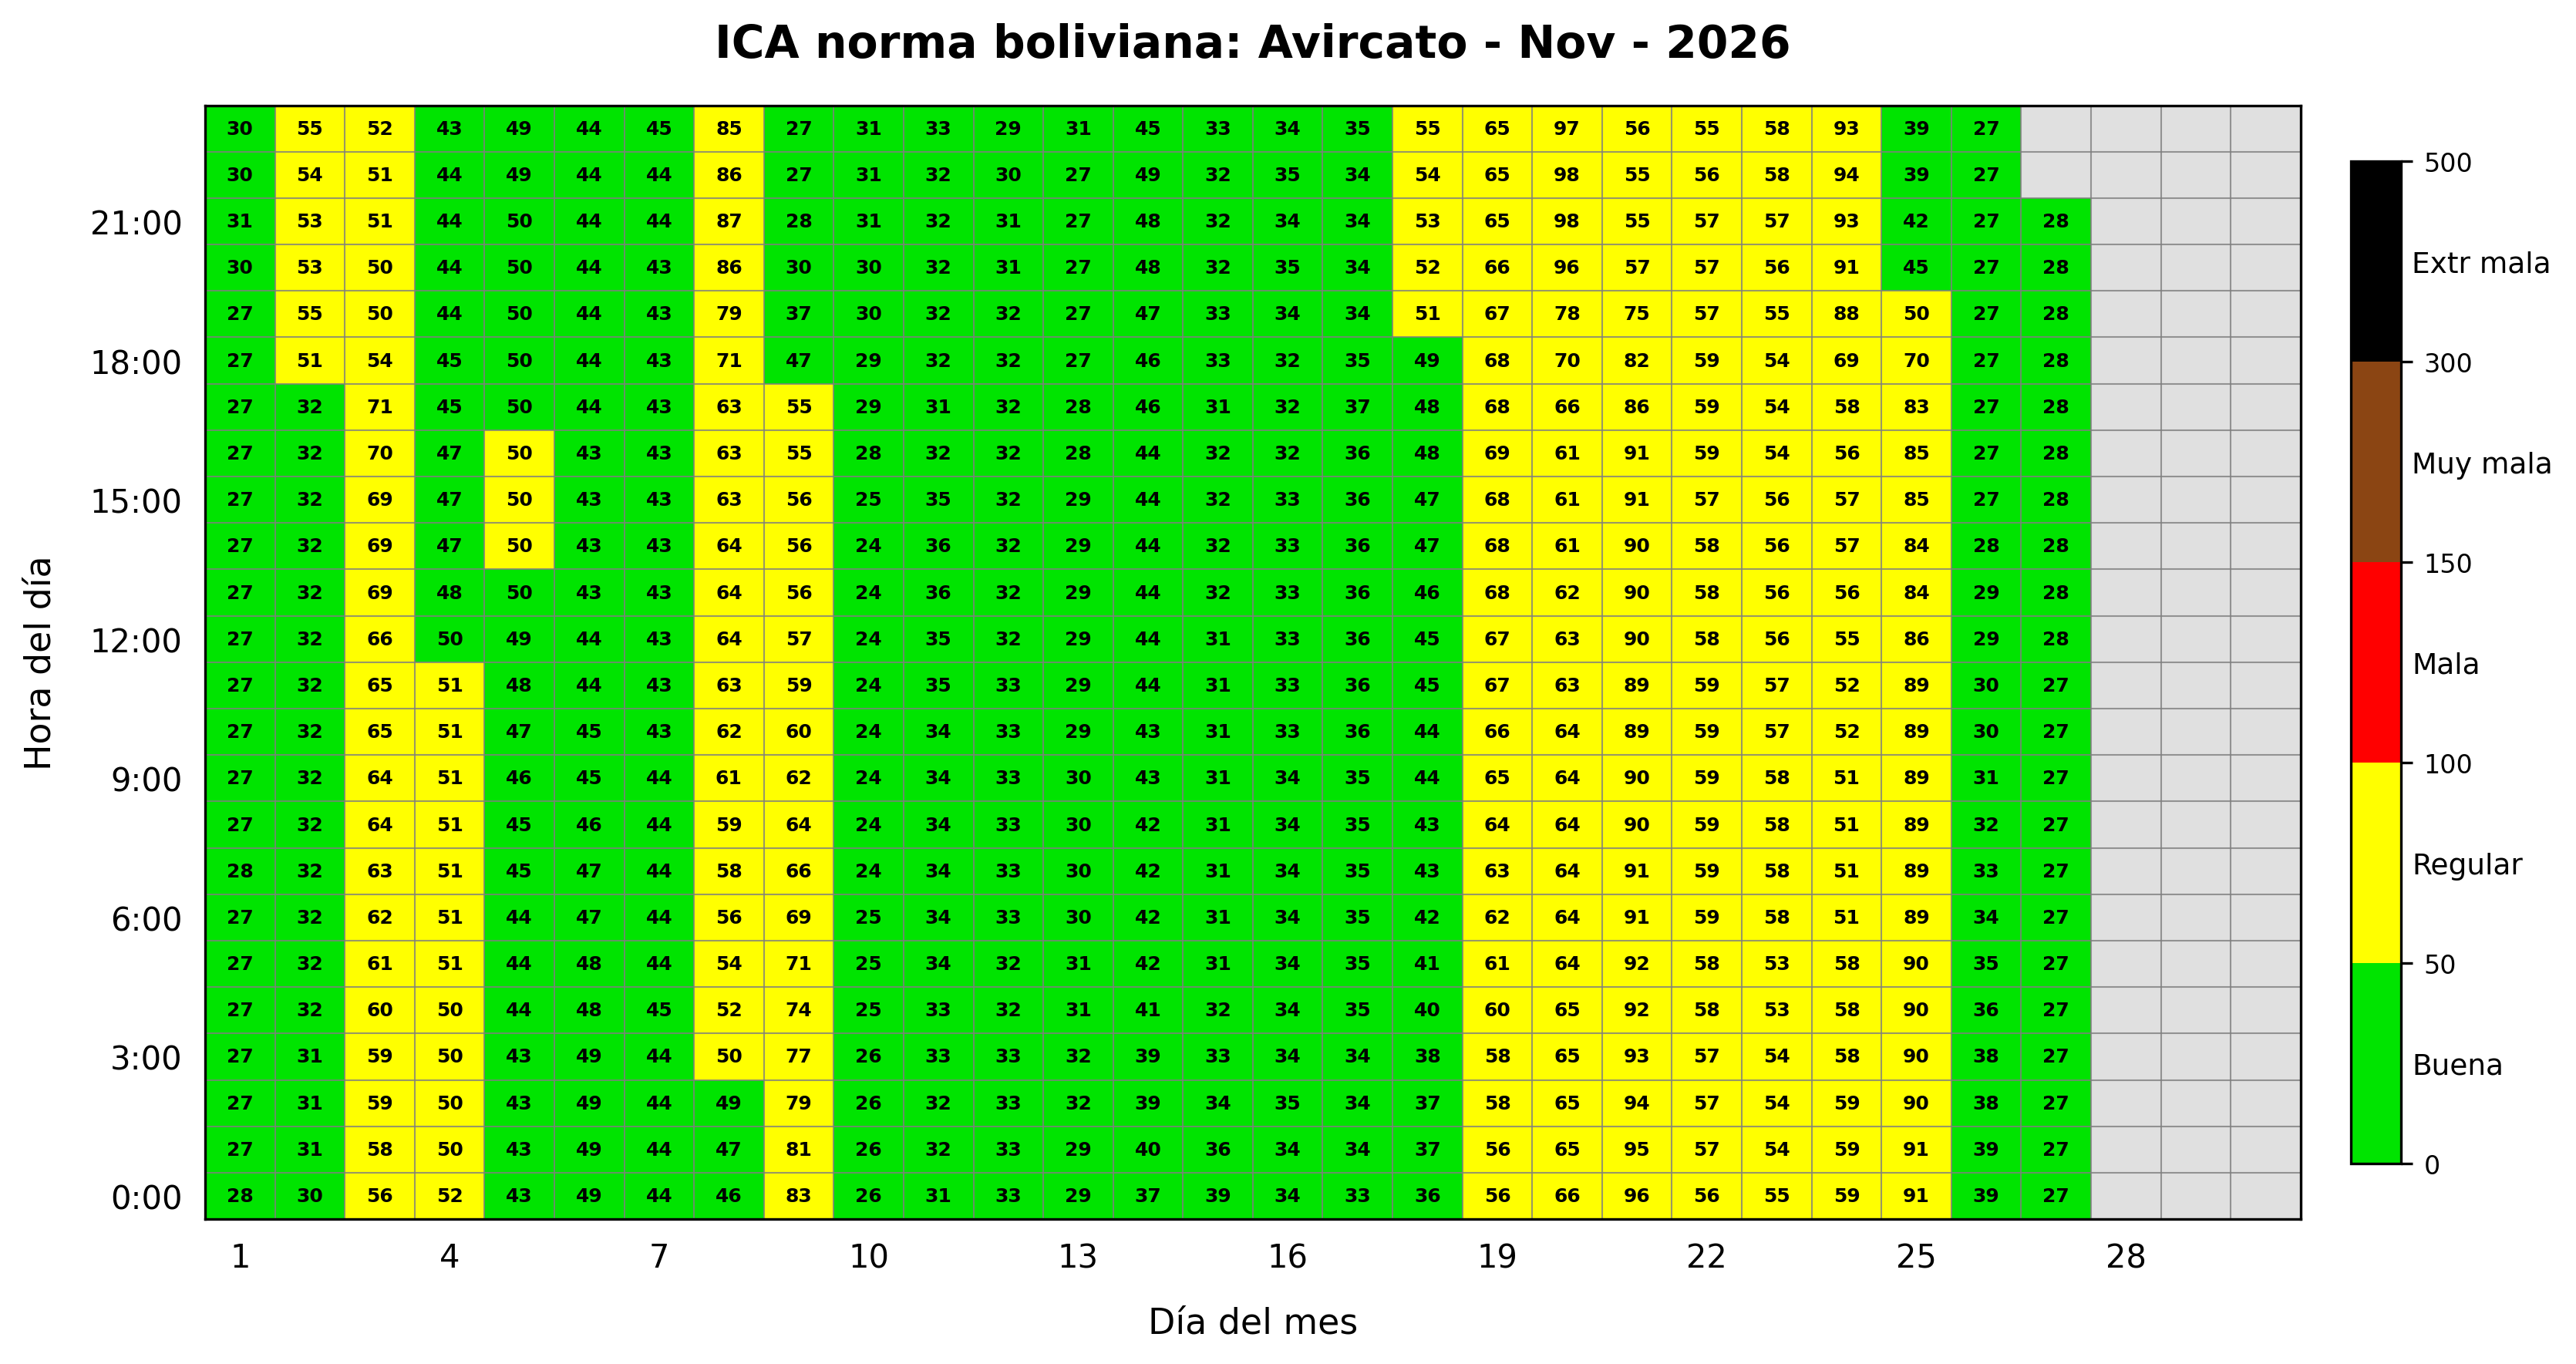 ICA norma boliviana: Avircato - Nov - 2026
30 55 52 43 49 44 45 85 27 31 33 29 31 45 33 34 35 55 65 97 56 55 58 93 39 27
30 54 51 44 49 44 44 86 27 31 32 30 27 49 32 35 34 54 65 98 55 56 58 94 39 27
21:00 31 53 51 44 50 44 44 87 28 31 32 31 27 48 32 34 34 53 65 98 55 57 57 93 42 27 28
30 53 50 44 50 44 43 86 30 30 32 31 27 48 32 35 34 52 66 96 57 57 56 91 45 27 28
27 55 50 44 50 44 43 79 37 30 32 32 27 47 33 34 34 51 67 78 75 57 55 88 50 27 28
18:00 27 51 54 45 50 44 43 71 47 29 32 32 27 46 33 32 35 49 68 70 82 59 54 69 70 27 28
27 32 71 45 50 44 43 63 55 29 31 32 28 46 31 32 37 48 68 66 86 59 54 58 83 27 28
27 32 70 47 50 43 43 63 55 28 32 32 28 44 32 32 36 48 69 61 91 59 54 56 85 27 28
15:00 27 32 69 47 50 43 43 63 56 25 35 32 29 44 32 33 36 47 68 61 91 57 56 57 85 27 28
27 32 69 47 50 43 43 64 56 24 36 32 29 44 32 33 36 47 68 61 90 58 56 57 84 28 28
27 32 69 48 50 43 43 64 56 24 36 32 29 44 32 33 36 46 68 62 90 58 56 56 84 29 28
12:00 27 32 66 50 49 44 43 64 57 24 35 32 29 44 31 33 36 45 67 63 90 58 56 55 86 29 28
27 32 65 51 48 44 43 63 59 24 35 33 29 44 31 33 36 45 67 63 89 59 57 52 89 30 27
27 32 65 51 47 45 43 62 60 24 34 33 29 43 31 33 36 44 66 64 89 59 57 52 89 30 27
9:00 27 32 64 51 46 45 44 61 62 24 34 33 30 43 31 34 35 44 65 64 90 59 58 51 89 31 27
27 32 64 51 45 46 44 59 64 24 34 33 30 42 31 34 35 43 64 64 90 59 58 51 89 32 27
28 32 63 51 45 47 44 58 66 24 34 33 30 42 31 34 35 43 63 64 91 59 58 51 89 33 27
6:00 27 32 62 51 44 47 44 56 69 25 34 33 30 42 31 34 35 42 62 64 91 59 58 51 89 34 27
27 32 61 51 44 48 44 54 71 25 34 32 31 42 31 34 35 41 61 64 92 58 53 58 90 35 27
27 32 60 50 44 48 45 52 74 25 33 32 31 41 32 34 35 40 60 65 92 58 53 58 90 36 27
3:00 27 31 59 50 43 49 44 50 77 26 33 33 32 39 33 34 34 38 58 65 93 57 54 58 90 38 27
27 31 59 50 43 49 44 49 79 26 32 33 32 39 34 35 34 37 58 65 94 57 54 59 90 38 27
27 31 58 50 43 49 44 47 81 26 32 33 29 40 36 34 34 37 56 65 95 57 54 59 91 39 27
0:00 28 30 56 52 43 49 44 46 83 26 31 33 29 37 39 34 33 36 56 66 96 56 55 59 91 39 27
1 4 7 10 13 16 19 22 25 28
Día del mes
Hora del día
500
Extr mala
300
Muy mala
150
Mala
100
Regular
50
Buena
0